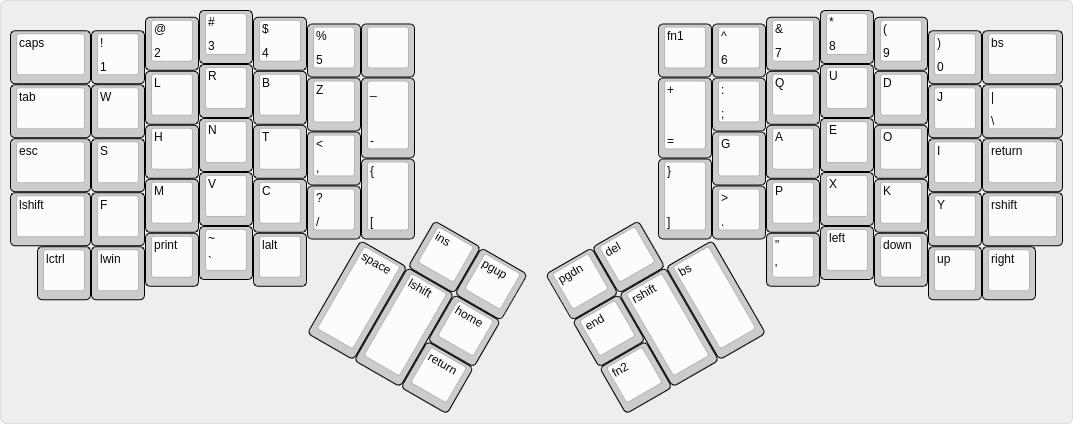 caps ! 1 @ 2 # 3 $ 4 % 5
fn1 ^ 6 & 7 * 8 ( 9 ) 0 bs
tab W L R B Z _ -
+ = : ; Q U D J | \
esc S H N T < ,
G A E O I return
lshift F M V C ? / { [
} ] > . P X K Y rshift
lctrl lwin print ~ ` lalt
" ' left down up right
space ins pgup
lshift home
return
pgdn del bs
end rshift
fn2